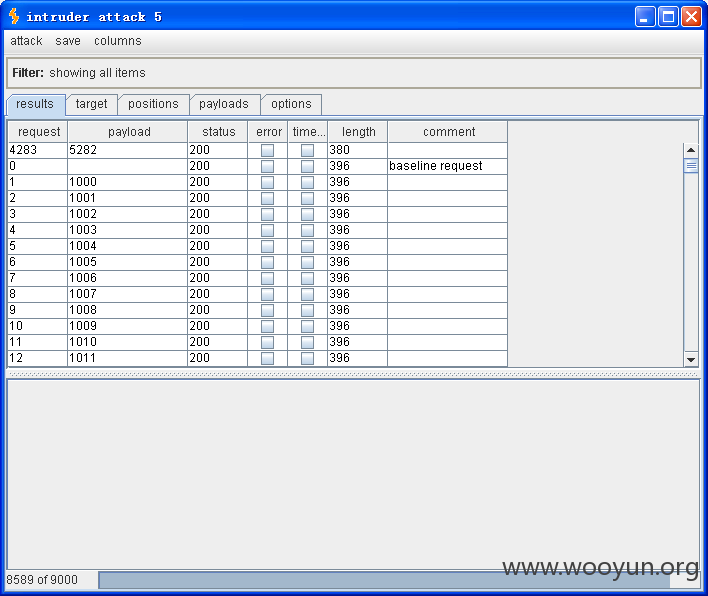 intruder attack 5
attack save columns
Filter: showing all items
results target positions payloads options
request payload status error time... length comment
4283 5282 200 380
0 200 396 baseline request
1 1000 200 396
2 1001 200 396
3 1002 200 396
4 1003 200 396
5 1004 200 396
6 1005 200 396
7 1006 200 396
8 1007 200 396
9 1008 200 396
10 1009 200 396
11 1010 200 396
12 1011 200 396
www.wooyun.org
8589 of 9000